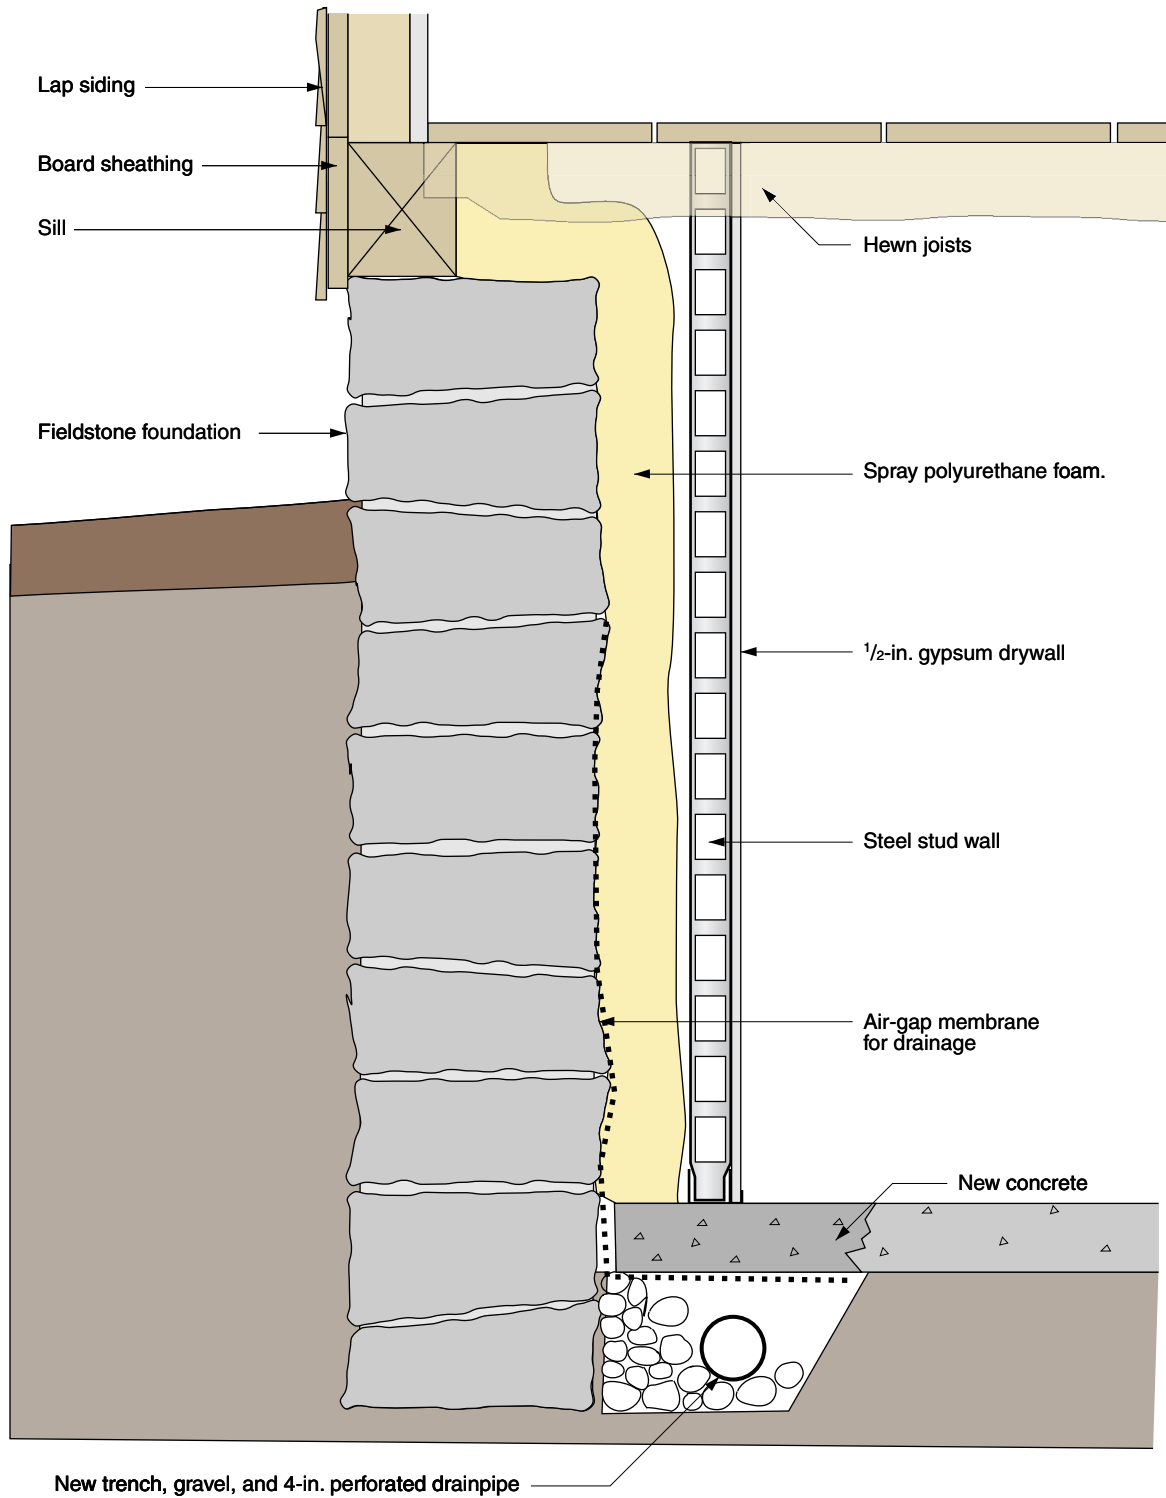 Lap siding
Board sheathing
Sill
Hewn joists
Fieldstone foundation
Spray polyurethane foam.
1/2-in. gypsum drywall
Steel stud wall
Air-gap membrane
for drainage
New concrete
New trench, gravel, and 4-in. perforated drainpipe